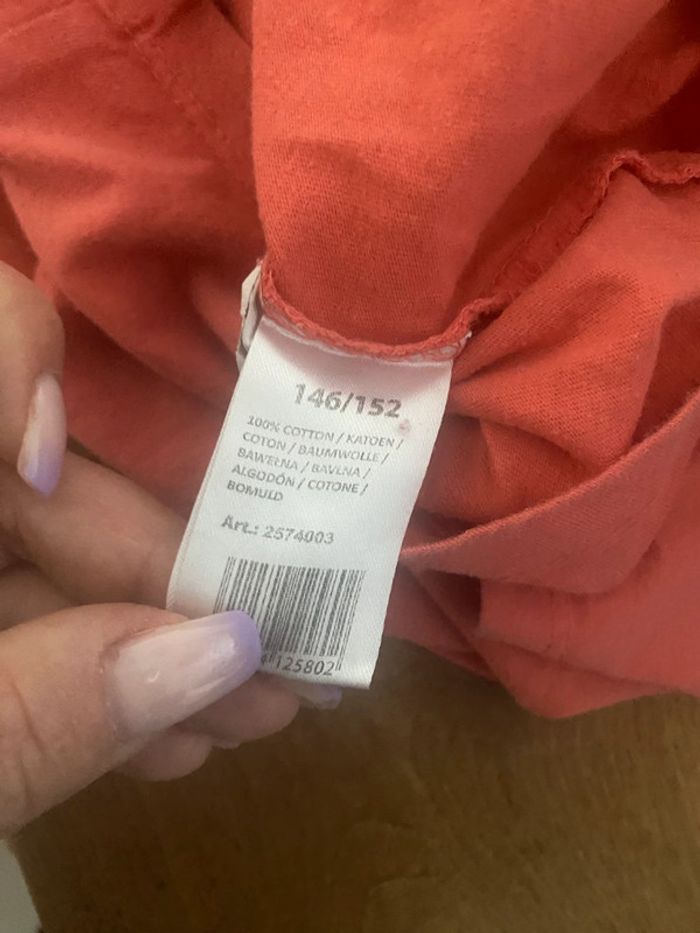 146/152
100% COTTON / KATOEN /
COTON / BAUMWOLLE /
BAWEŁNA / BAVLNA /
ALGODÓN / COTONE /
BOMULD
Art.: 2574003
125802